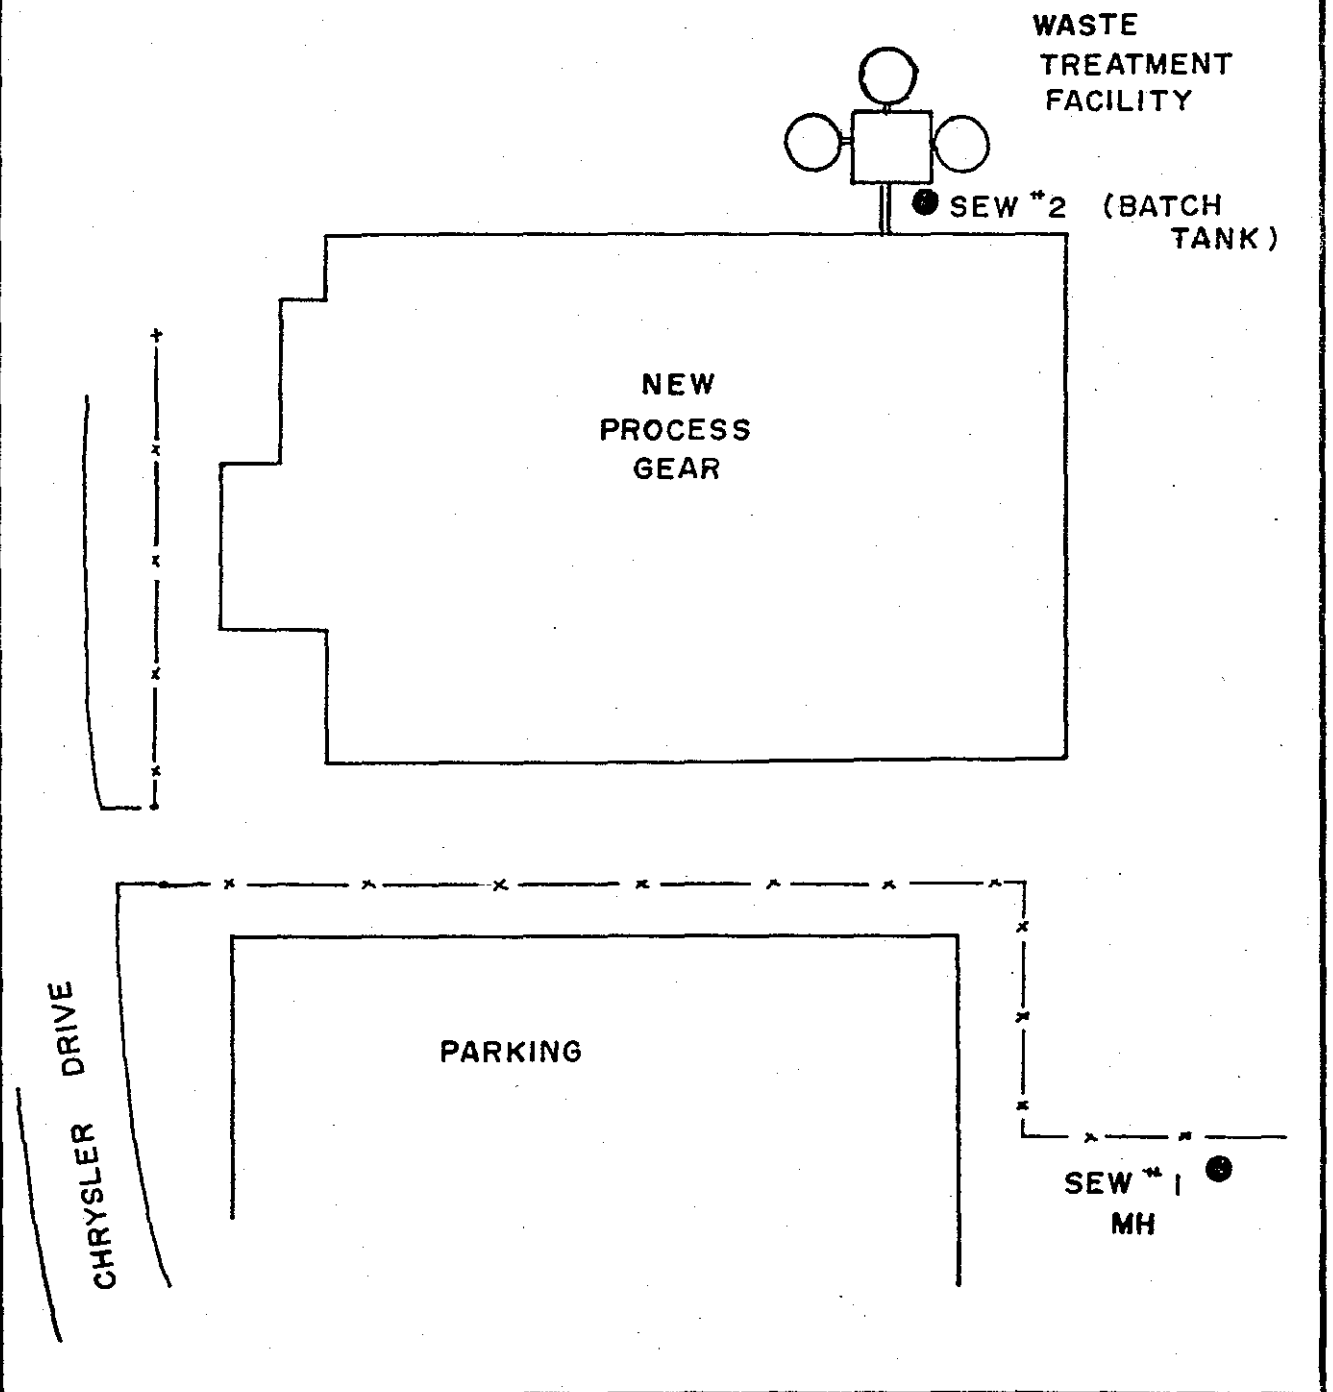 WASTE
TREATMENT
FACILITY
SEW #2 (BATCH
TANK)
NEW
PROCESS
GEAR
CHRYSLER DRIVE
PARKING
SEW #1
MH